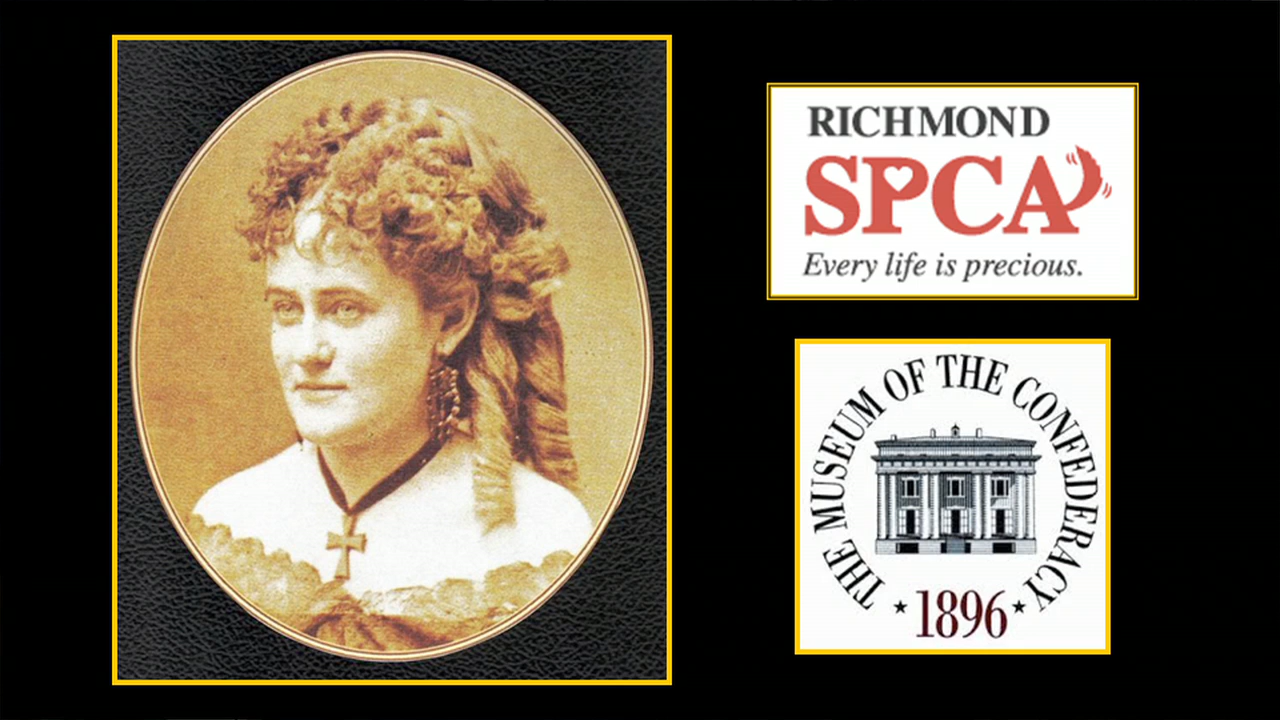 RICHMOND
SPCA
Every life is precious.
THE MUSEUM OF THE CONFEDERACY
1896